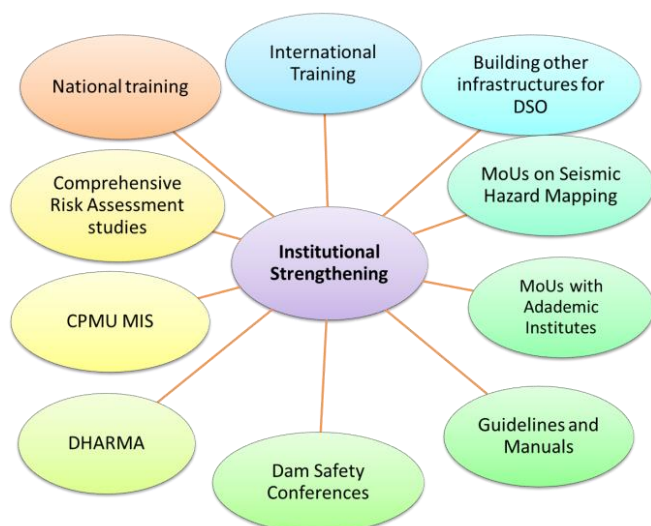 International
Training
Building other
infrastructures for
DSO
National training
MoUs on Seismic
Hazard Mapping
Comprehensive
Risk Assessment
studies
Institutional
Strengthening
MoUs with
Adademic
Institutes
CPMU MIS
Guidelines and
Manuals
DHARMA
Dam Safety
Conferences